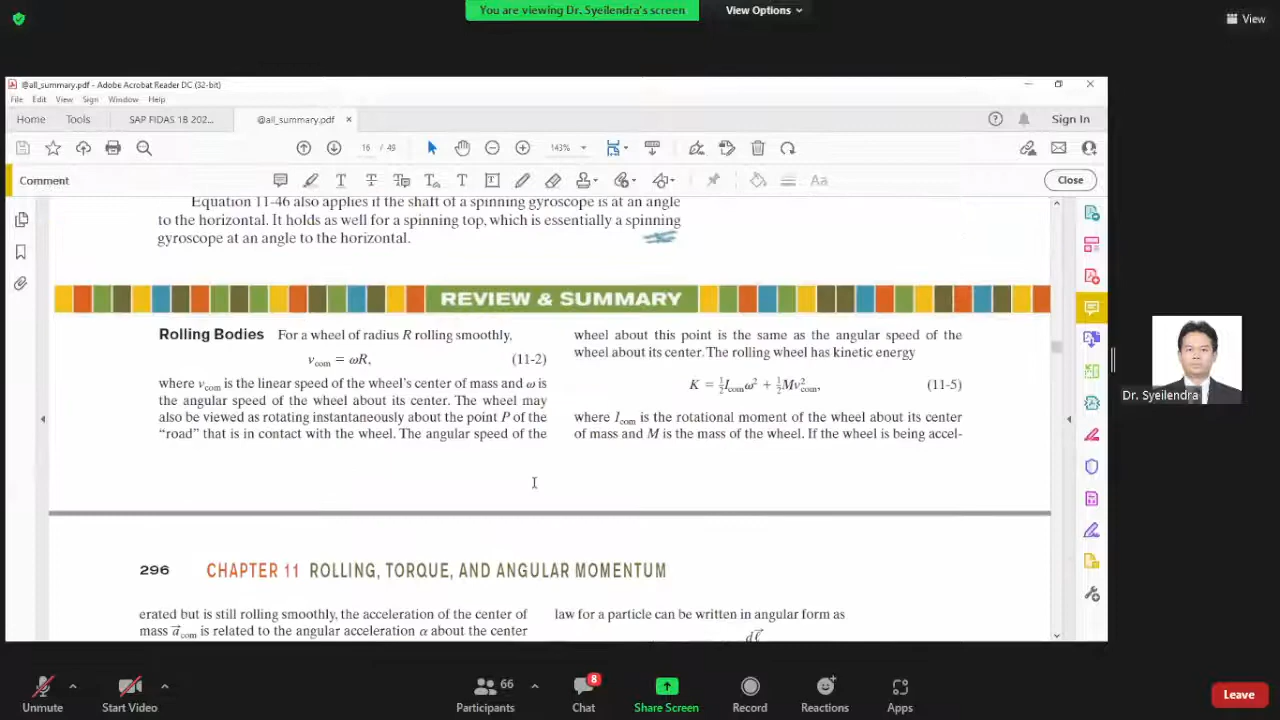 You are viewing Dr. Syeilendra's screen
View Options
View
@all_summary.pdf - Adobe Acrobat Reader DC (32-bit)
File Edit View Sign Window Help
Home Tools SAP FIDAS 1B 202... @all_summary.pdf × Sign In
16 / 49 143%
Comment Aa Close
Equation 11-46 also applies if the shaft of a spinning gyroscope is at an angle
to the horizontal. It holds as well for a spinning top, which is essentially a spinning
gyroscope at an angle to the horizontal.
REVIEW & SUMMARY
Rolling Bodies For a wheel of radius R rolling smoothly,
v_com = ωR, (11-2)
where v_com is the linear speed of the wheel's center of mass and ω is
the angular speed of the wheel about its center. The wheel may
also be viewed as rotating instantaneously about the point P of the
"road" that is in contact with the wheel. The angular speed of the
wheel about this point is the same as the angular speed of the
wheel about its center. The rolling wheel has kinetic energy
K = ½I_comω² + ½Mv²_com, (11-5)
where I_com is the rotational moment of the wheel about its center
of mass and M is the mass of the wheel. If the wheel is being accel-
296 CHAPTER 11 ROLLING, TORQUE, AND ANGULAR MOMENTUM
erated but is still rolling smoothly, the acceleration of the center of
mass a⃗_com is related to the angular acceleration α about the center
law for a particle can be written in angular form as
dℓ⃗
Dr. Syeilendra
Unmute
Start Video
66
Participants
8
Chat
Share Screen
Record
Reactions
Apps
Leave